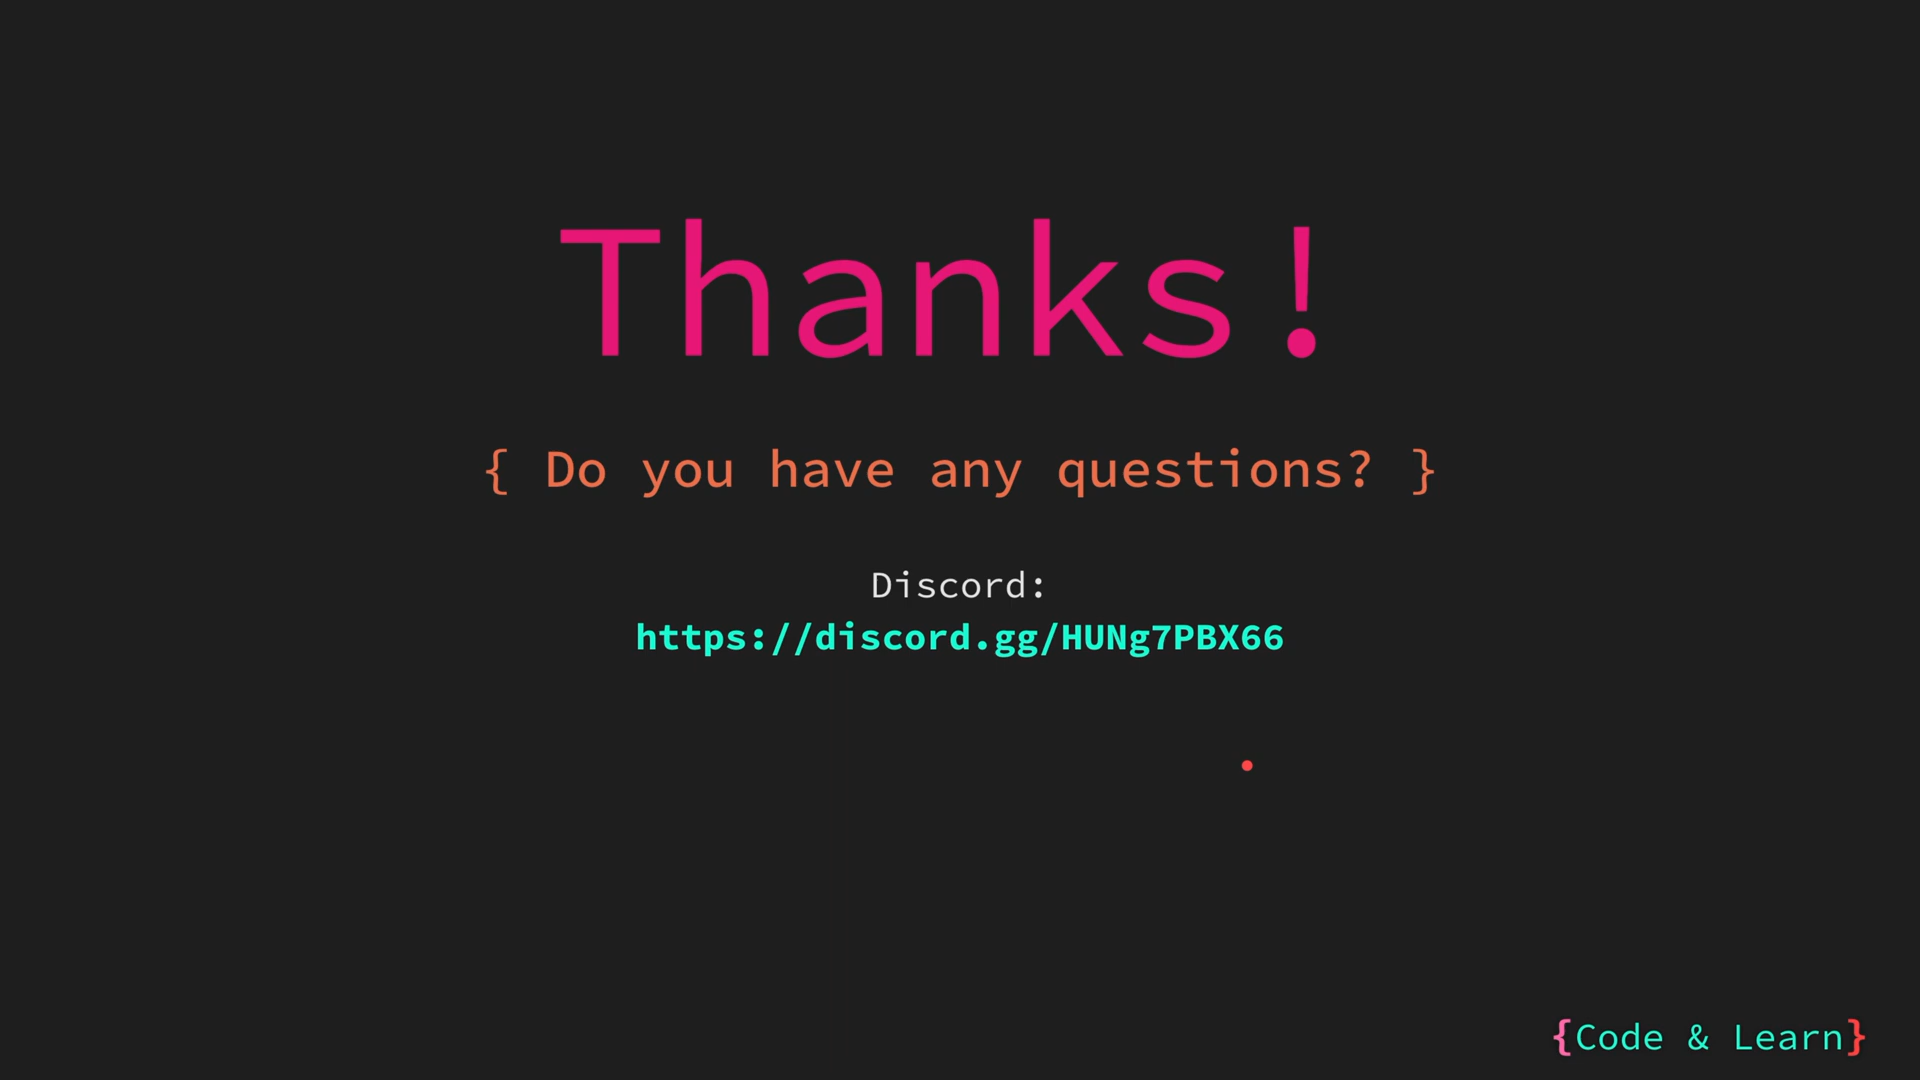 Thanks!
{ Do you have any questions? }
Discord:
https://discord.gg/HUNg7PBX66
{Code & Learn}